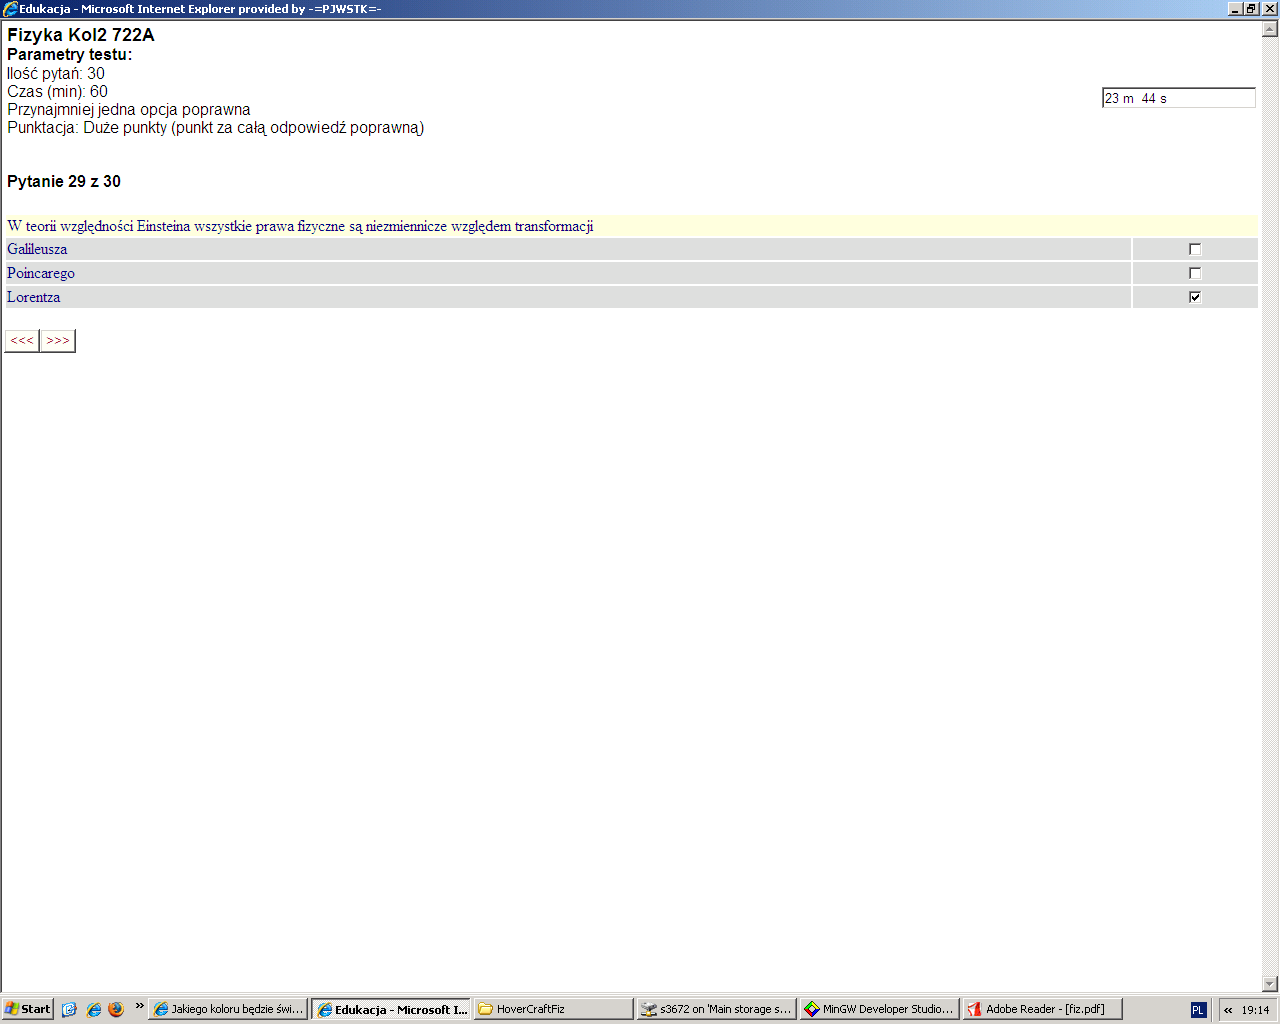 Edukacja - Microsoft Internet Explorer provided by -=PJWSTK=-
Fizyka Kol2 722A
Parametry testu:
Ilość pytań: 30
Czas (min): 60
23 m 44 s
Przynajmniej jedna opcja poprawna
Punktacja: Duże punkty (punkt za całą odpowiedź poprawną)
Pytanie 29 z 30
W teorii względności Einsteina wszystkie prawa fizyczne są niezmiennicze względem transformacji
Galileusza
Poincarego
Lorentza
<<< >>>
Start » Jakiego koloru będzie świ... Edukacja - Microsoft I... HoverCraftFiz s3672 on 'Main storage s... MinGW Developer Studio... Adobe Reader - [fiz.pdf] PL « 19:14